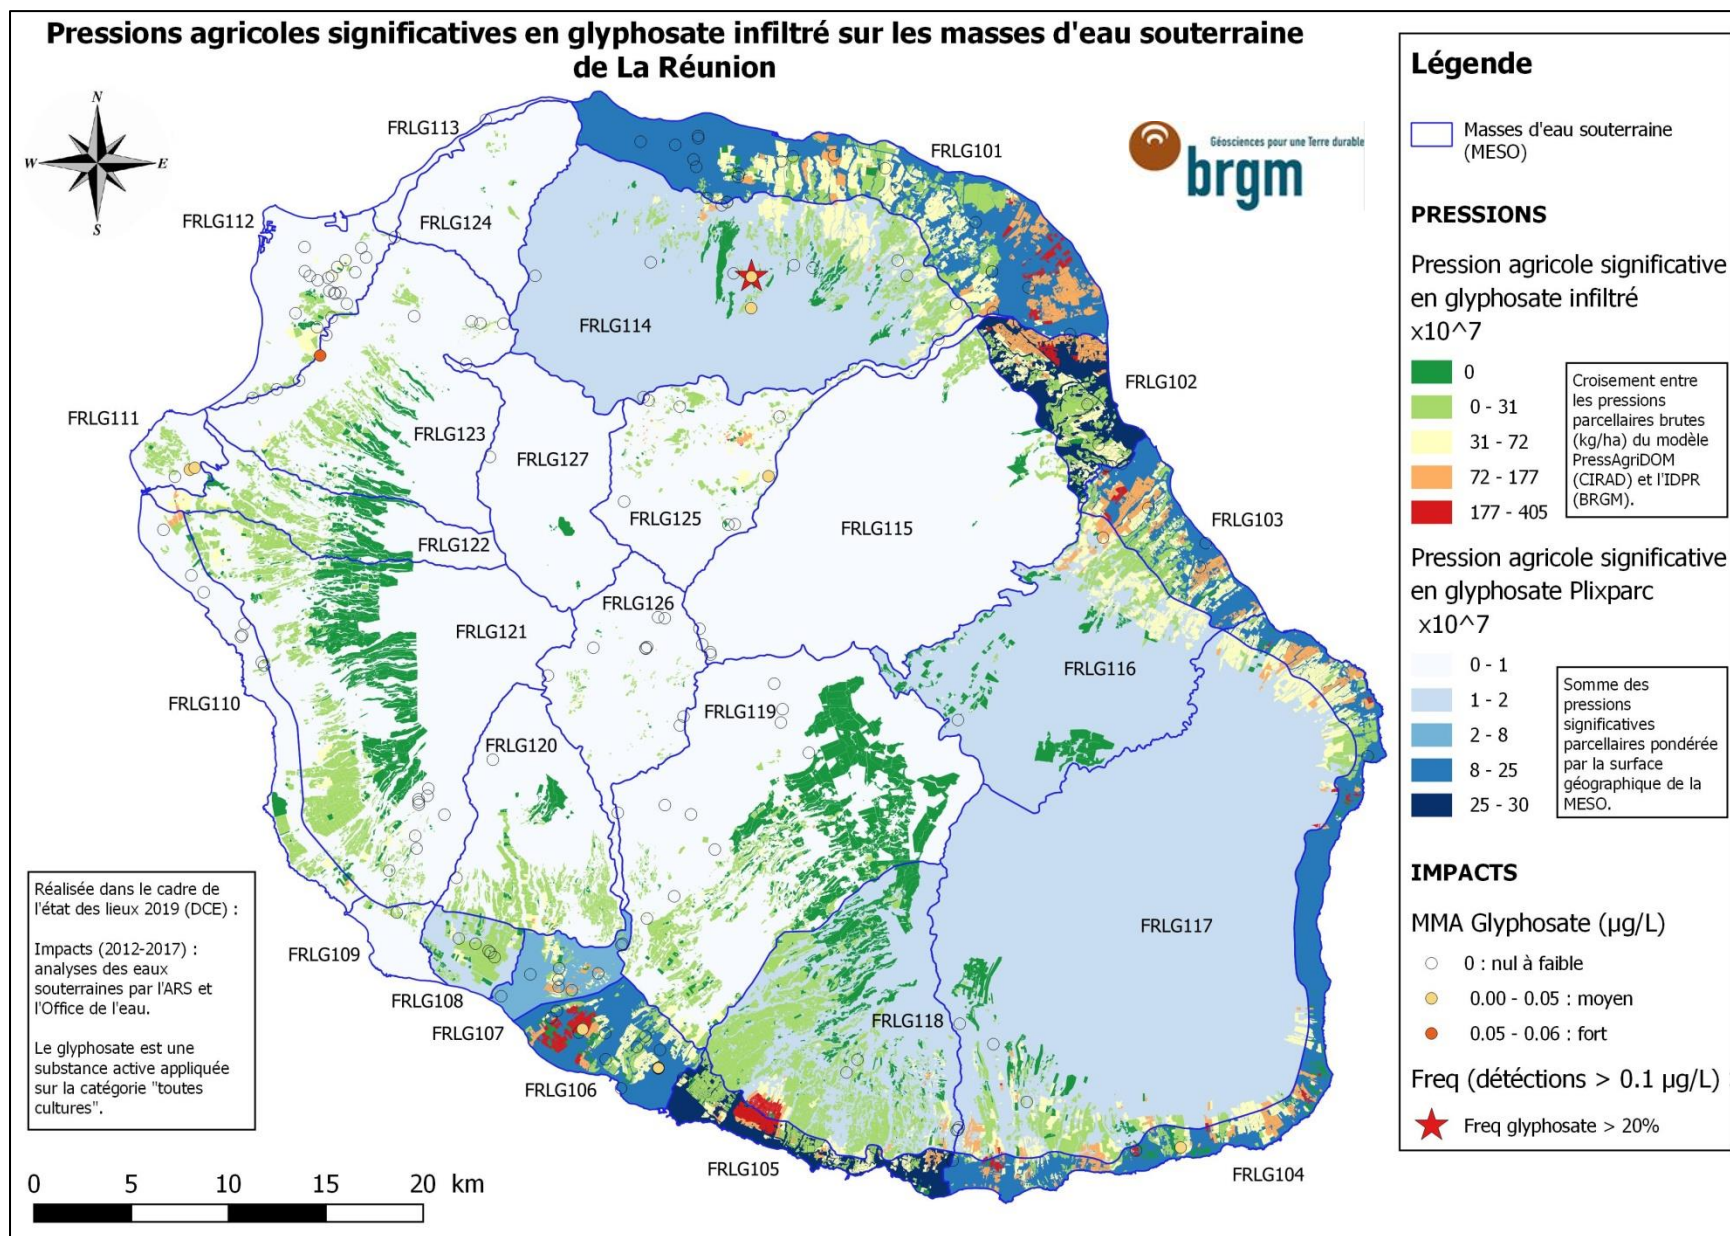 Pressions agricoles significatives en glyphosate infiltré sur les masses d'eau souterraine
de La Réunion
N
W
E
S
Géosciences pour une Terre durable
brgm
FRLG113
FRLG101
FRLG112
FRLG124
FRLG114
FRLG102
FRLG111
FRLG123
FRLG127
FRLG125
FRLG115
FRLG103
FRLG122
FRLG126
FRLG121
FRLG116
FRLG110
FRLG119
FRLG120
FRLG117
FRLG109
FRLG108
FRLG118
FRLG107
FRLG106
FRLG105
FRLG104
Réalisée dans le cadre de
l'état des lieux 2019 (DCE) :
Impacts (2012-2017) :
analyses des eaux
souterraines par l'ARS et
l'Office de l'eau.
Le glyphosate est une
substance active appliquée
sur la catégorie "toutes
cultures".
0 5 10 15 20 km
Légende
Masses d'eau souterraine
(MESO)
PRESSIONS
Pression agricole significative
en glyphosate infiltré
x10^7
0
0 - 31
31 - 72
72 - 177
177 - 405
Croisement entre
les pressions
parcellaires brutes
(kg/ha) du modèle
PressAgriDOM
(CIRAD) et l'IDPR
(BRGM).
Pression agricole significative
en glyphosate Plixparc
x10^7
0 - 1
1 - 2
2 - 8
8 - 25
25 - 30
Somme des
pressions
significatives
parcellaires pondérée
par la surface
géographique de la
MESO.
IMPACTS
MMA Glyphosate (µg/L)
0 : nul à faible
0.00 - 0.05 : moyen
0.05 - 0.06 : fort
Freq (détéctions > 0.1 µg/L) :
Freq glyphosate > 20%